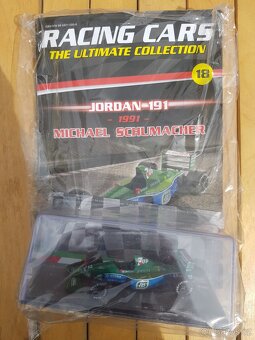 RACING CARS
THE ULTIMATE COLLECTION
18
JORDAN 191
- 1991 -
MICHAEL SCHUMACHER